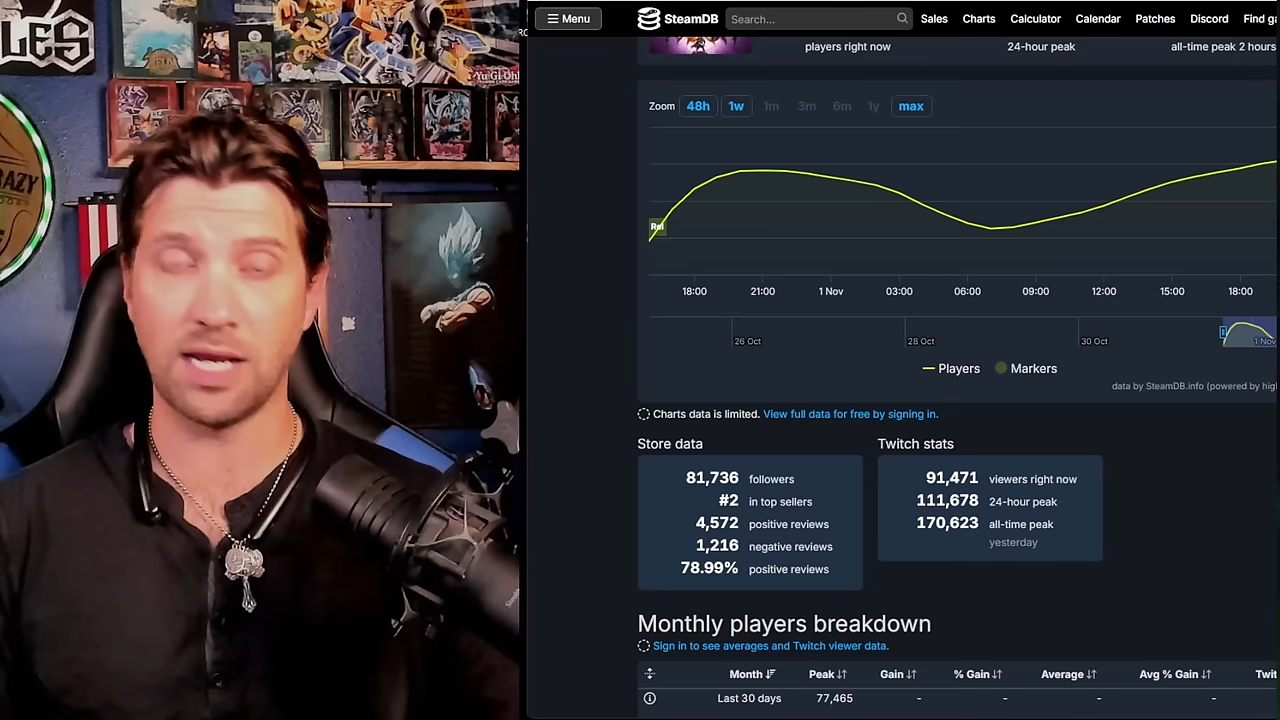 LES
Yu-Gi-Oh!
RAZY
Menu
SteamDB
Search...
Sales
Charts
Calculator
Calendar
Patches
Discord
players right now
24-hour peak
all-time peak 2 hours
Zoom
48h
1w
1m
3m
6m
1y
max
Rel
18:00
21:00
1 Nov
03:00
06:00
09:00
12:00
15:00
18:00
26 Oct
28 Oct
30 Oct
1 Nov
Players
Markers
data by SteamDB.info (powered by hig
Charts data is limited. View full data for free by signing in.
Store data
81,736 followers
#2 in top sellers
4,572 positive reviews
1,216 negative reviews
78.99% positive reviews
Twitch stats
91,471 viewers right now
111,678 24-hour peak
170,623 all-time peak
yesterday
Monthly players breakdown
Sign in to see averages and Twitch viewer data.
Month Peak Gain % Gain Average Avg % Gain Twit
Last 30 days 77,465 - - - -